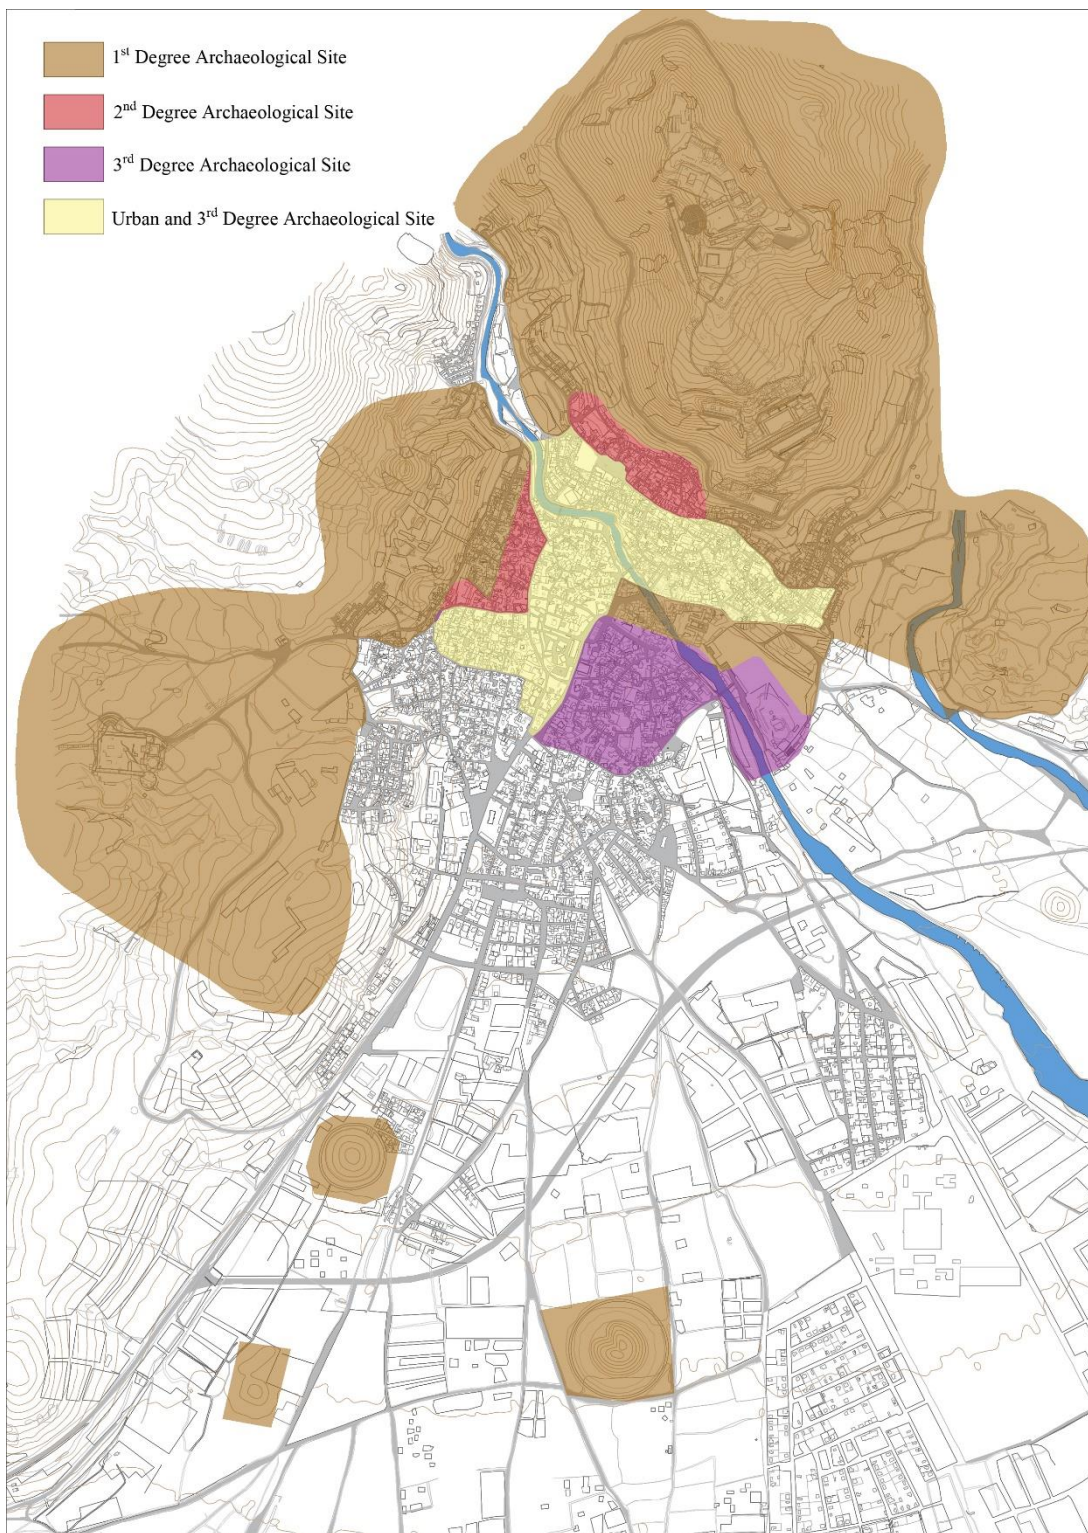 1st Degree Archaeological Site
2nd Degree Archaeological Site
3rd Degree Archaeological Site
Urban and 3rd Degree Archaeological Site